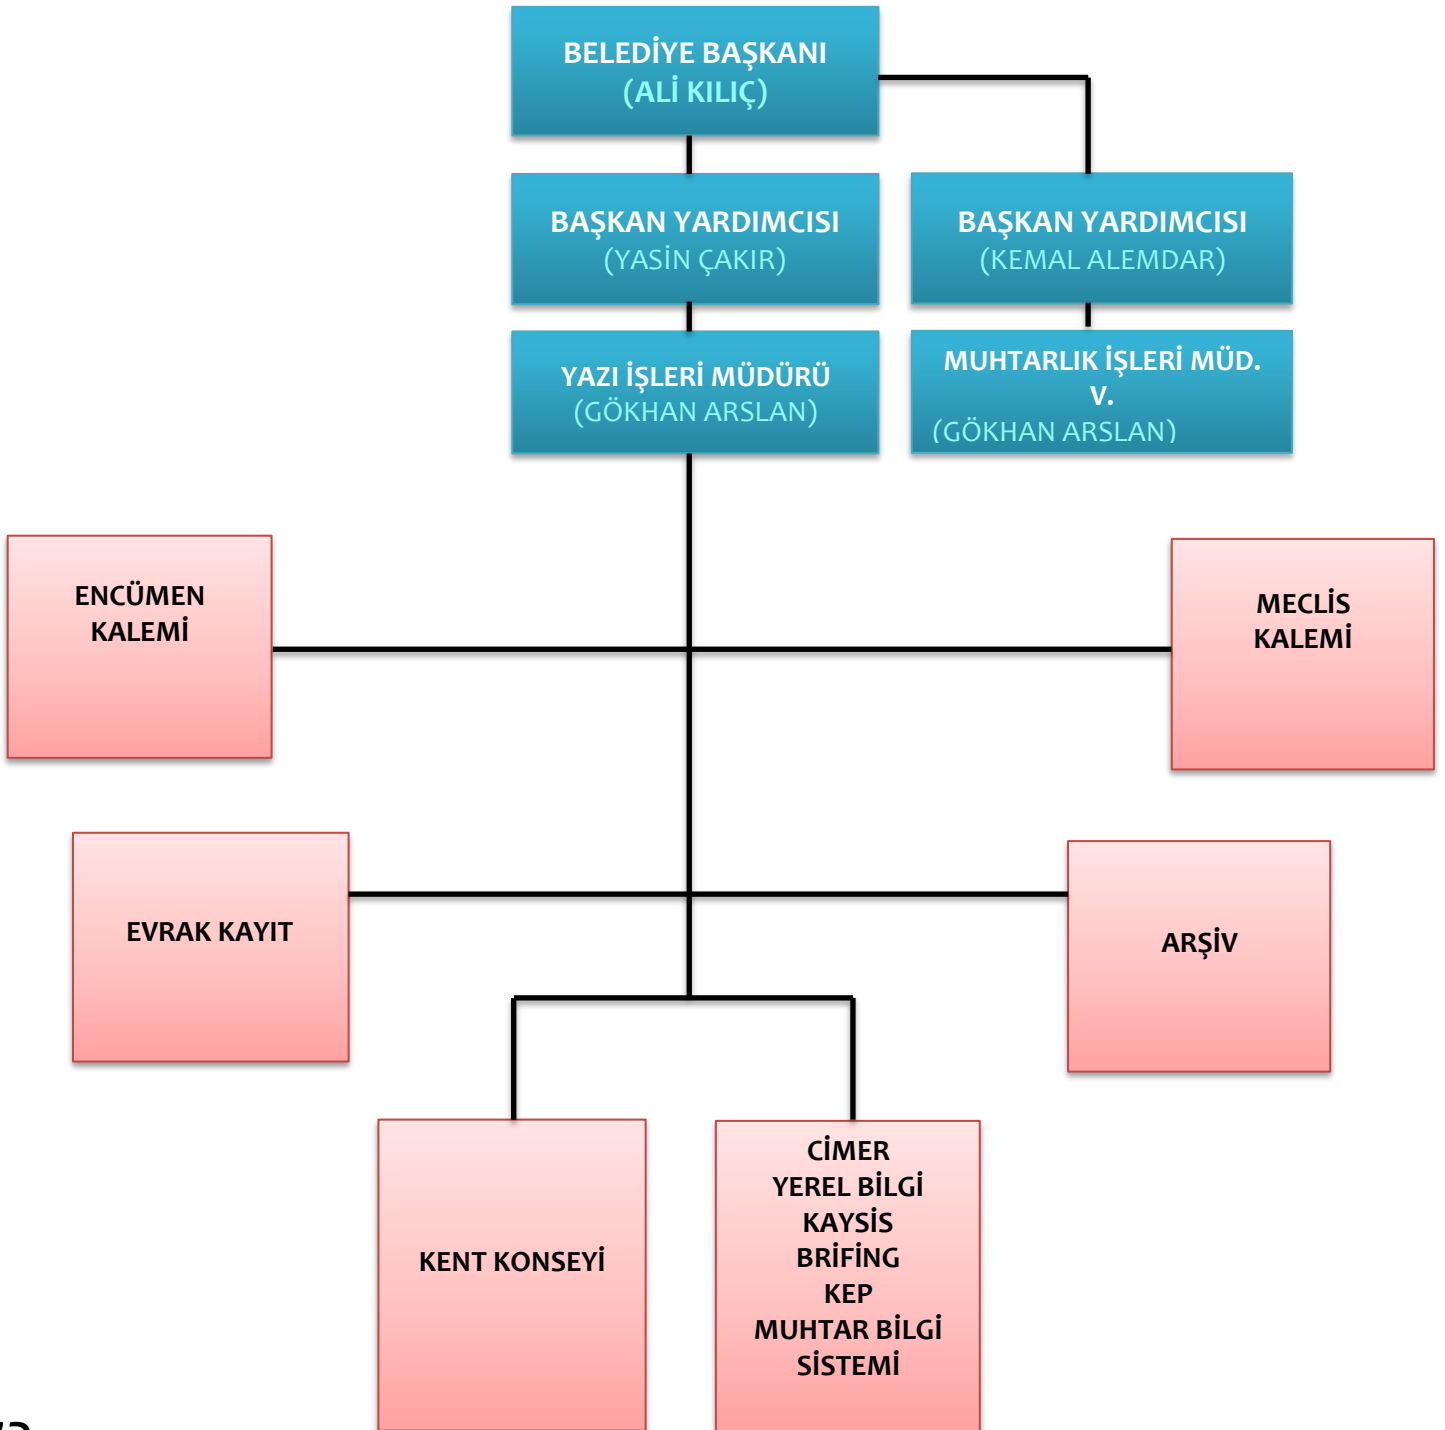 BELEDİYE BAŞKANI
(ALİ KILIÇ)
BAŞKAN YARDIMCISI
(YASİN ÇAKIR)
BAŞKAN YARDIMCISI
(KEMAL ALEMDAR)
YAZI İŞLERİ MÜDÜRÜ
(GÖKHAN ARSLAN)
MUHTARLIK İŞLERİ MÜD.
V.
(GÖKHAN ARSLAN)
ENCÜMEN
KALEMİ
MECLİS
KALEMİ
EVRAK KAYIT
ARŞİV
KENT KONSEYİ
CİMER
YEREL BİLGİ
KAYSİS
BRİFİNG
KEP
MUHTAR BİLGİ
SİSTEMİ